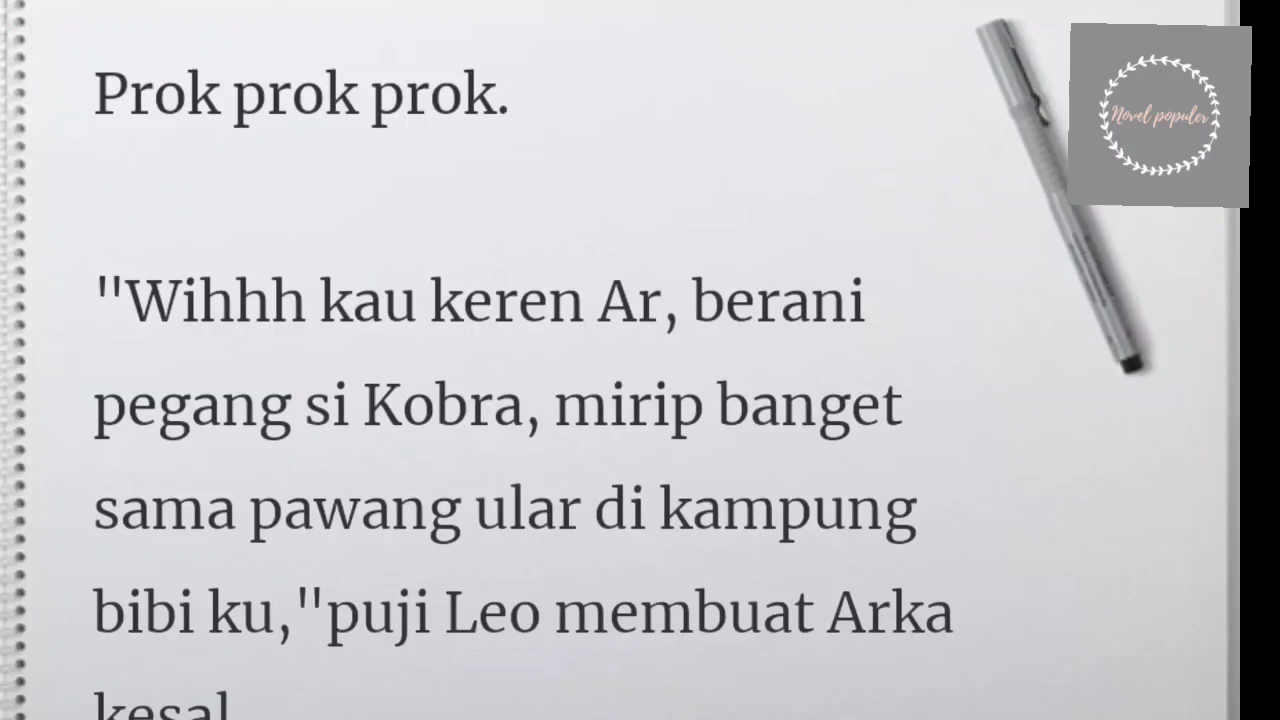 Prok prok prok.
Novel populer
"Wihhh kau keren Ar, berani
pegang si Kobra, mirip banget
sama pawang ular di kampung
bibi ku,"puji Leo membuat Arka
kesal